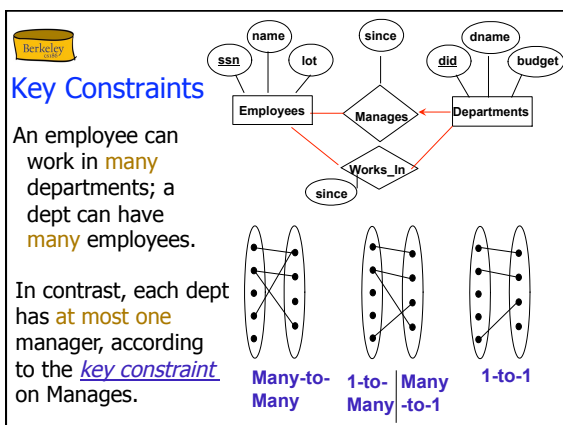 Berkeley
cs186
Key Constraints
An employee can
work in many
departments; a
dept can have
many employees.
In contrast, each dept
has at most one
manager, according
to the key constraint
on Manages.
name
ssn
lot
Employees
since
Manages
dname
did
budget
Departments
Works_In
since
Many-to-
Many
1-to-
Many
Many
-to-1
1-to-1